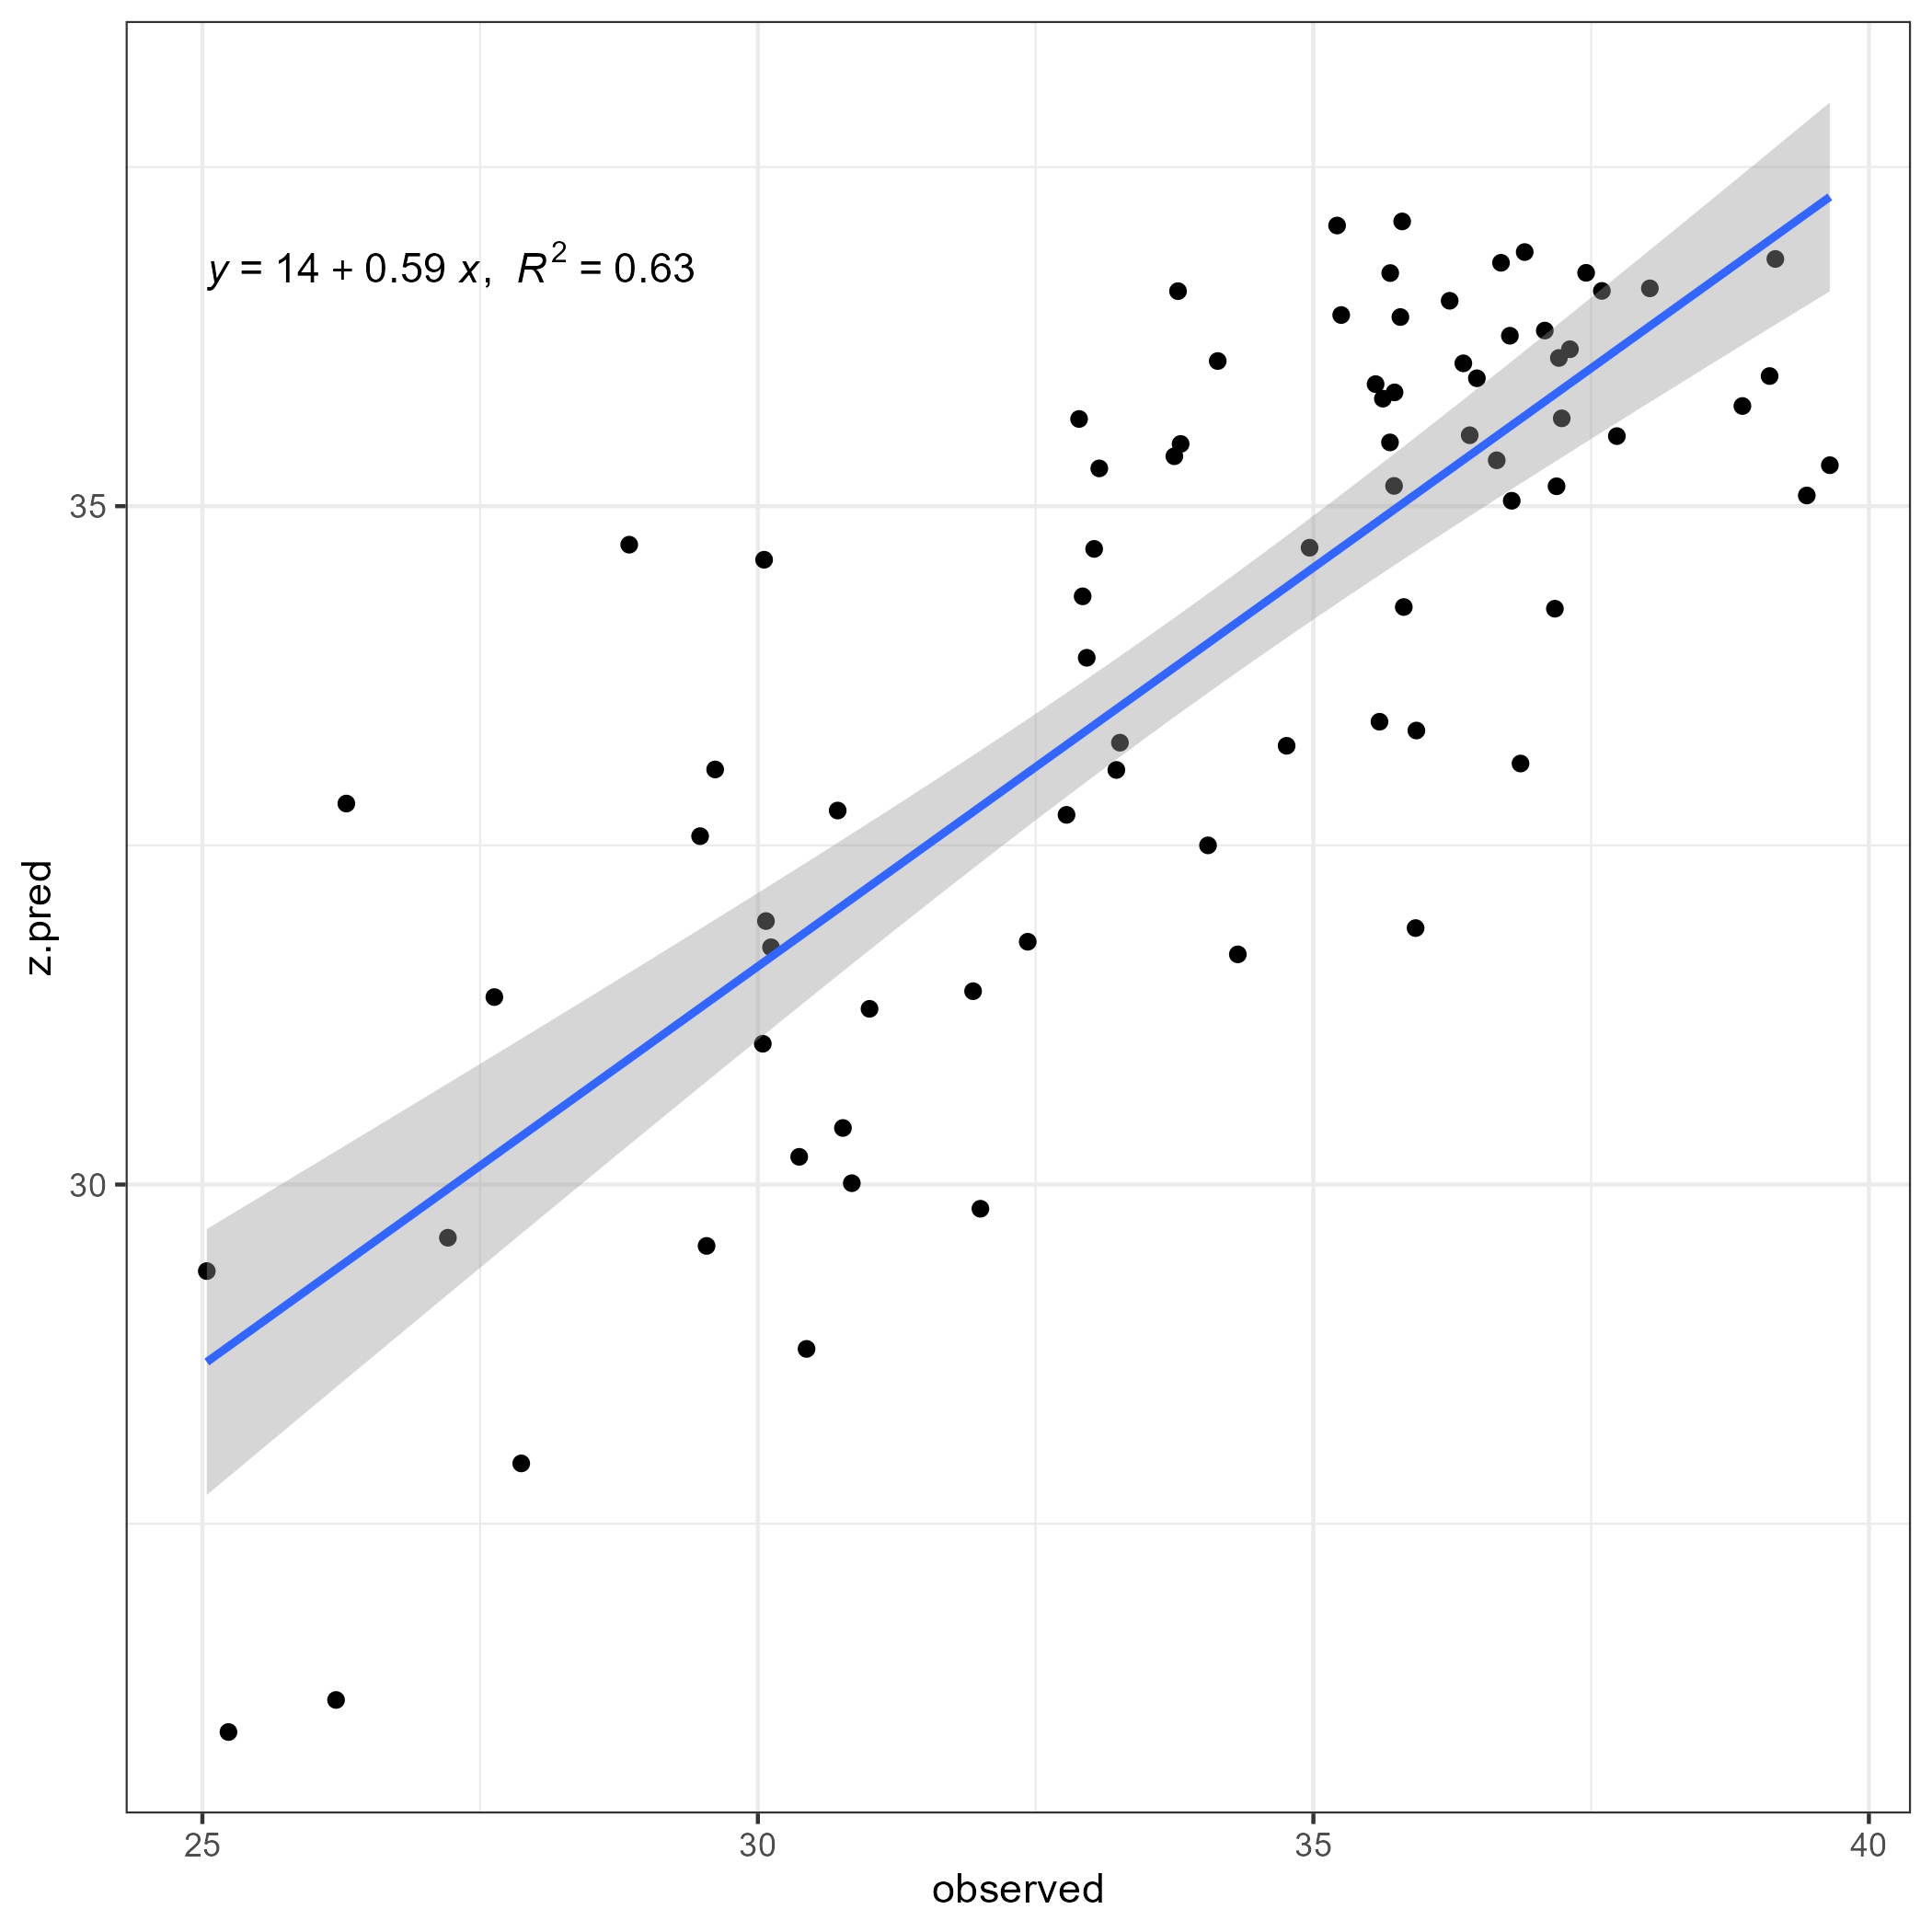 y = 14 + 0.59 x, R² = 0.63
35
30
z.pred
25 30 35 40
observed